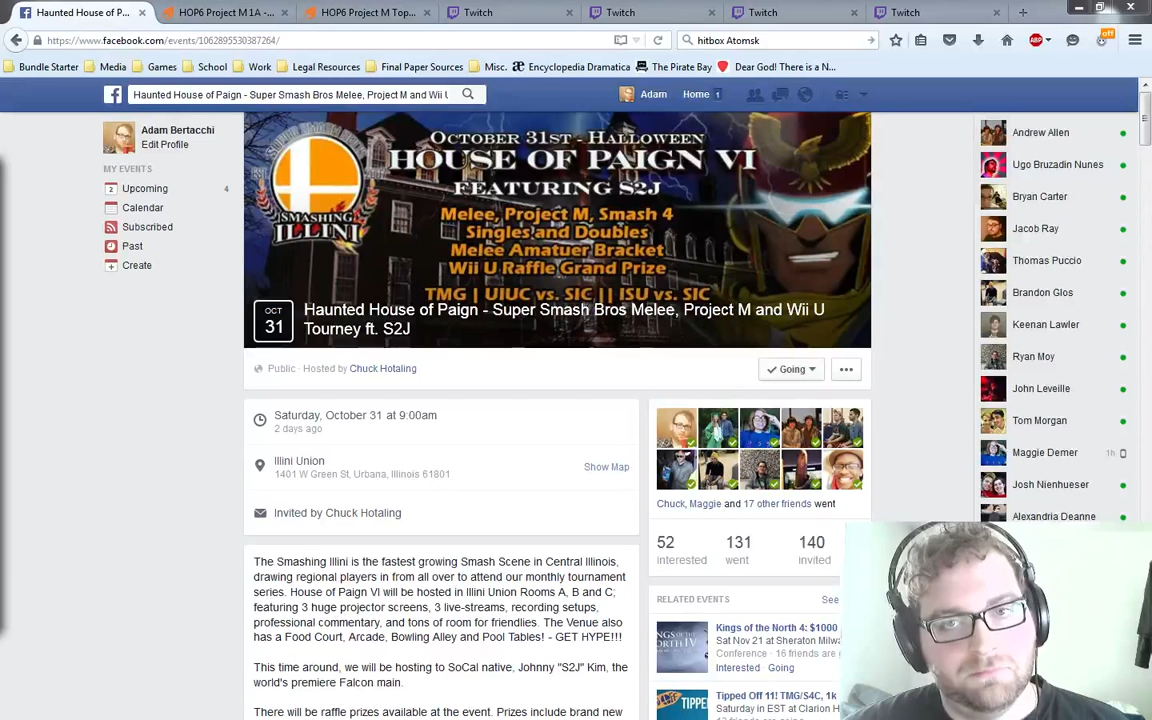 Haunted House of P...
HOP6 Project M 1A -...
HOP6 Project M Top...
Twitch
Twitch
Twitch
Twitch
https://www.facebook.com/events/1062895530387264/
hitbox Atomsk
ABP
off
Bundle Starter
Media
Games
School
Work
Legal Resources
Final Paper Sources
Misc.
Encyclopedia Dramatica
The Pirate Bay
Dear God! There is a N...
Haunted House of Paign - Super Smash Bros Melee, Project M and Wii U
Adam
Home 1
Adam Bertacchi
Edit Profile
MY EVENTS
Upcoming 4
Calendar
Subscribed
Past
Create
OCTOBER 31ST - HALLOWEEN
HOUSE OF PAIGN VI
FEATURING S2J
SMASHING
ILLINI
Melee, Project M, Smash 4
Singles and Doubles
Melee Amatuer Bracket
Wii U Raffle Grand Prize
TMG | UIUC vs. SIC || ISU vs. SIC
OCT
31
Haunted House of Paign - Super Smash Bros Melee, Project M and Wii U
Tourney ft. S2J
Public · Hosted by Chuck Hotaling
Going
Saturday, October 31 at 9:00am
2 days ago
Illini Union
1401 W Green St, Urbana, Illinois 61801
Show Map
Invited by Chuck Hotaling
The Smashing Illini is the fastest growing Smash Scene in Central Illinois,
drawing regional players in from all over to attend our monthly tournament
series. House of Paign VI will be hosted in Illini Union Rooms A, B and C;
featuring 3 huge projector screens, 3 live-streams, recording setups,
professional commentary, and tons of room for friendlies. The Venue also
has a Food Court, Arcade, Bowling Alley and Pool Tables! - GET HYPE!!!
This time around, we will be hosting to SoCal native, Johnny "S2J" Kim, the
world's premiere Falcon main.
There will be raffle prizes available at the event. Prizes include brand new
Chuck, Maggie and 17 other friends went
52
interested
131
went
140
invited
RELATED EVENTS
See
Kings of the North 4: $1000
Sat Nov 21 at Sheraton Milwa
Conference · 16 friends are
Interested · Going
Tipped Off 11! TMG/S4C, 1k
Saturday in EST at Clarion H
Andrew Allen
Ugo Bruzadin Nunes
Bryan Carter
Jacob Ray
Thomas Puccio
Brandon Glos
Keenan Lawler
Ryan Moy
John Leveille
Tom Morgan
Maggie Demer 1h
Josh Nienhueser
Alexandria Deanne